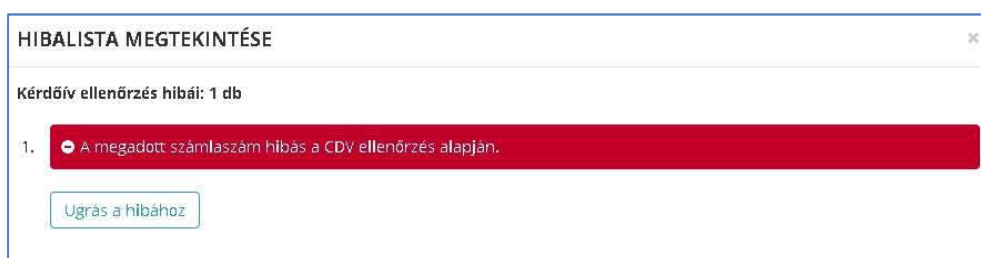 HIBALISTA MEGTEKINTÉSE
Kérdőív ellenőrzés hibái: 1 db
1. A megadott számlaszám hibás a CDV ellenőrzés alapján.
Ugrás a hibához